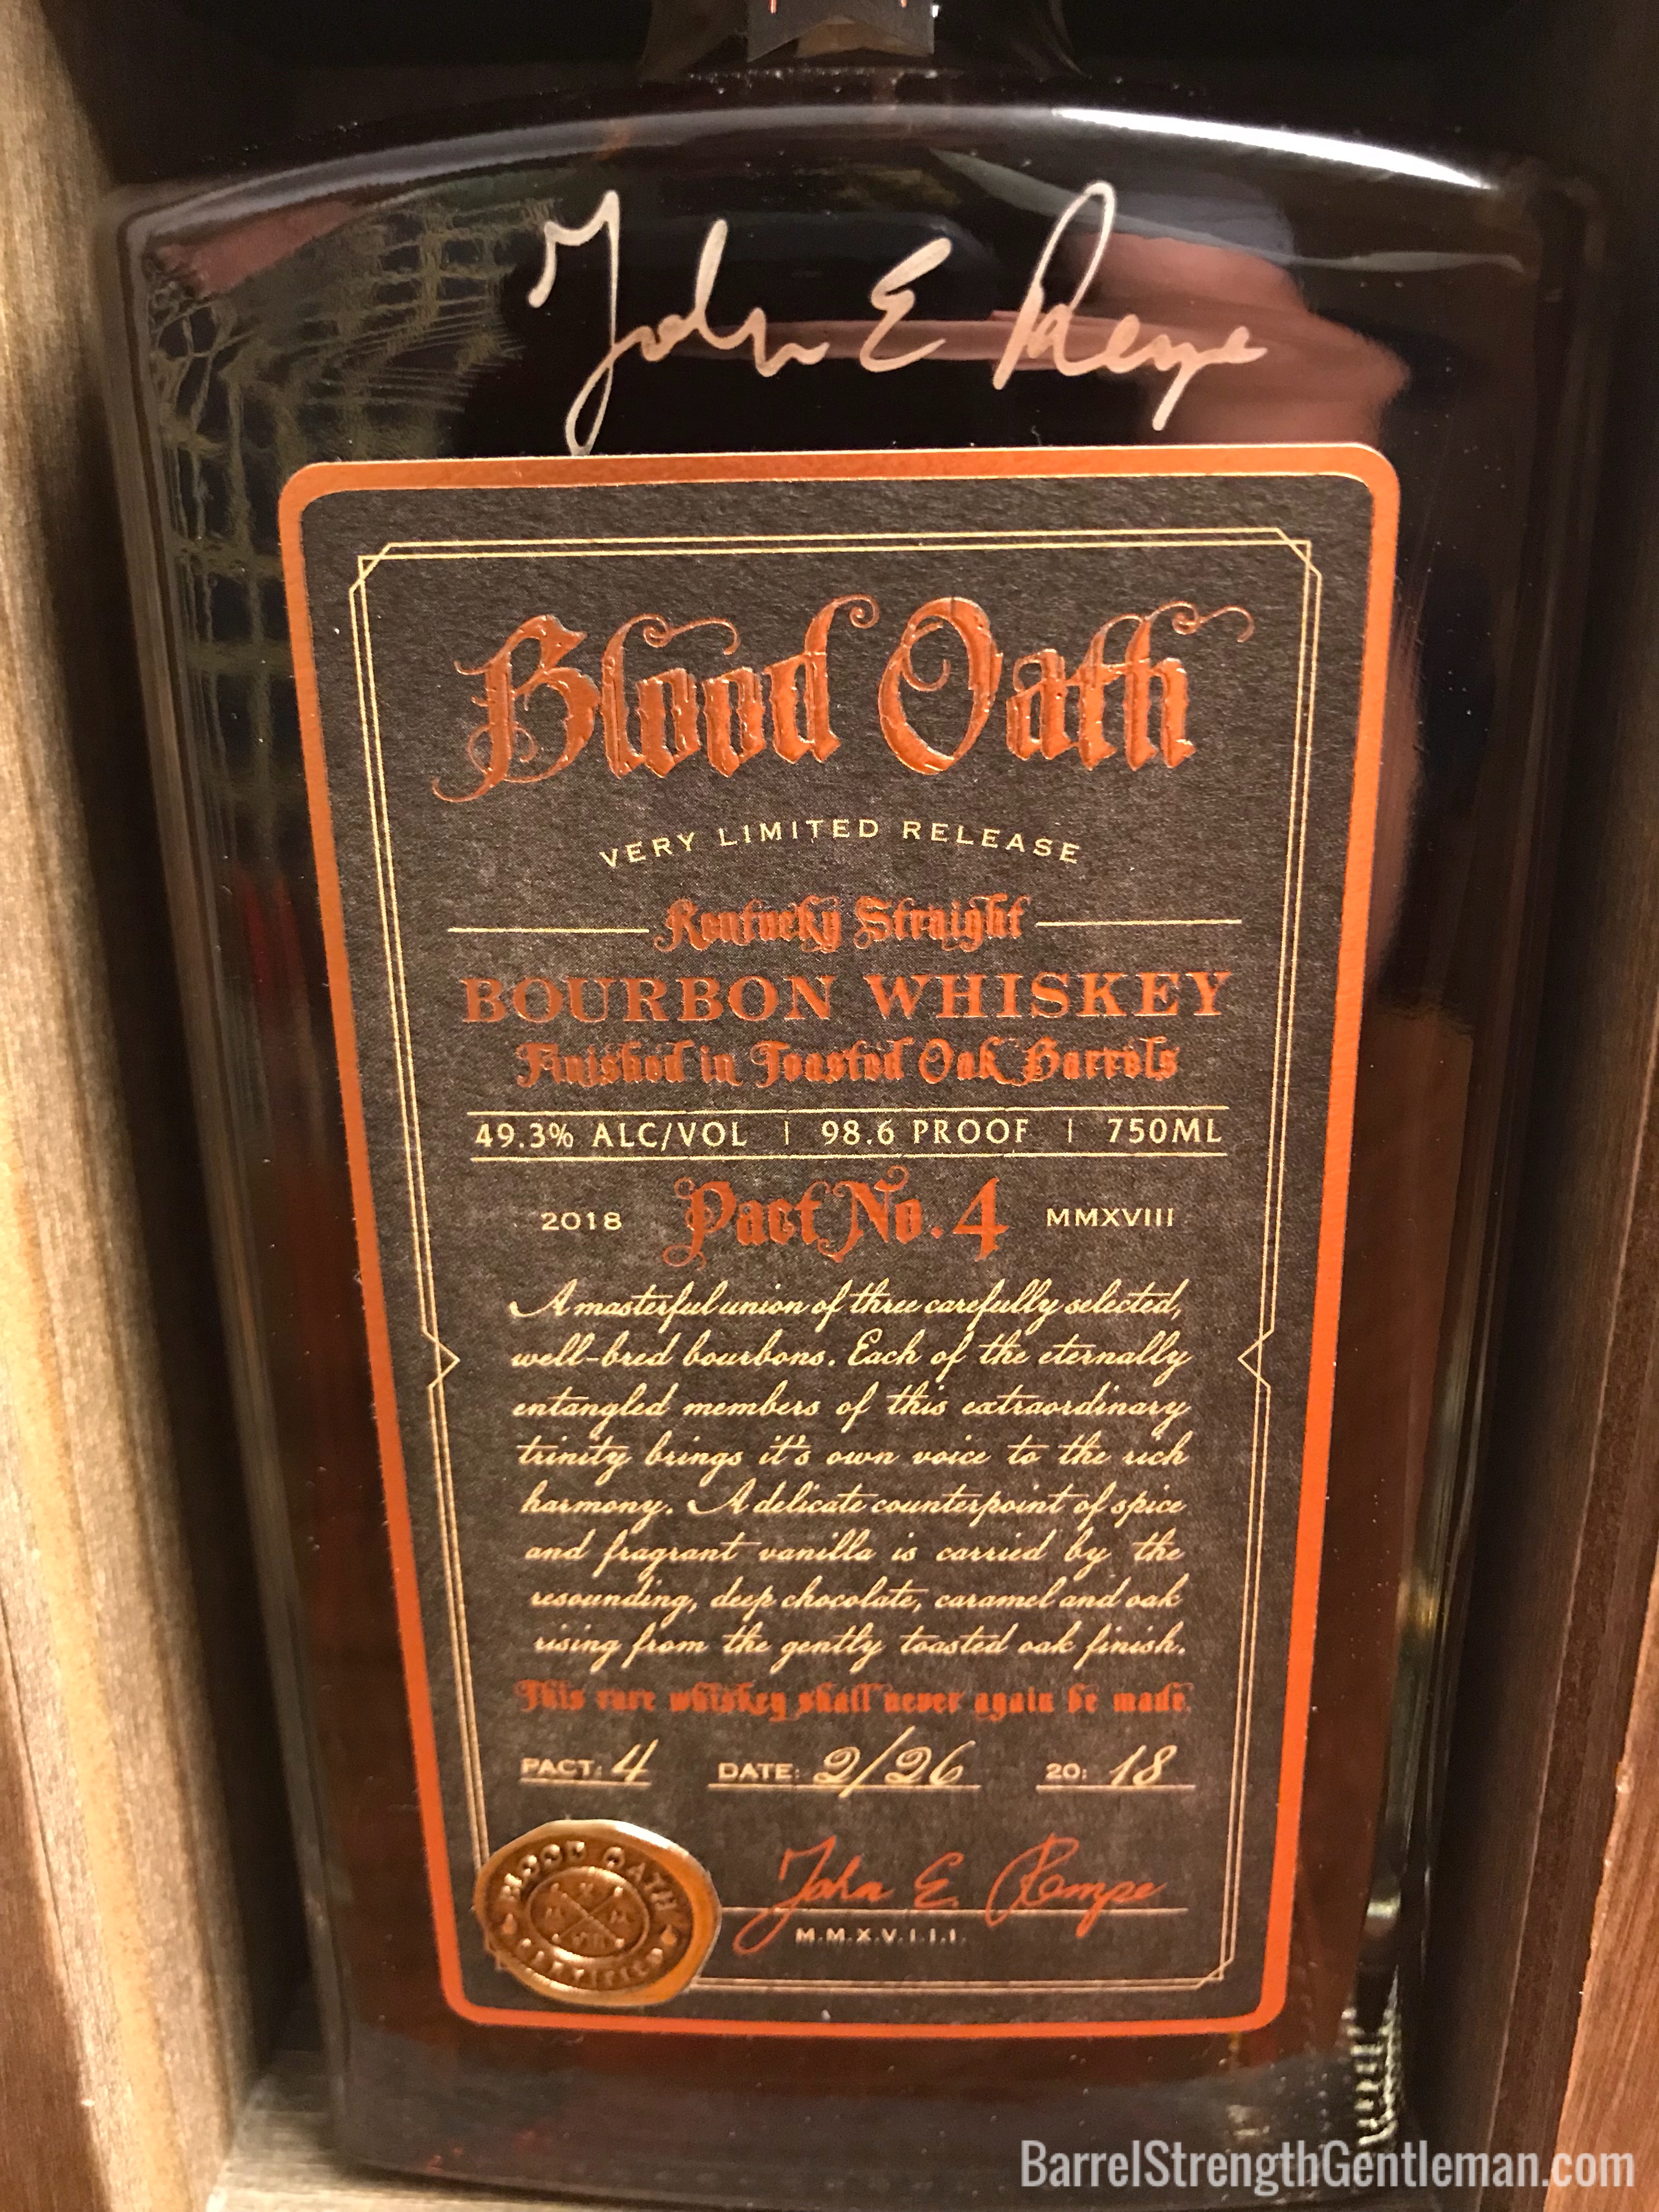 John E Rempe
Blood Oath
VERY LIMITED RELEASE
Kentucky Straight
BOURBON WHISKEY
Finished in Toasted Oak Barrels
49.3% ALC/VOL | 98.6 PROOF | 750ML
2018 Pact No. 4 MMXVIII
A masterful union of three carefully selected,
well-bred bourbons. Each of the eternally
entangled members of this extraordinary
trinity brings it's own voice to the rich
harmony. A delicate counterpoint of spice
and fragrant vanilla is carried by the
resounding, deep chocolate, caramel and oak
rising from the gently toasted oak finish.
This rare whiskey shall never again be made.
PACT: 4 DATE: 2/26 20: 18
BLOOD OATH
CERTIFIED
John E. Rempe
M.M.X.V.I.I.I.
BarrelStrengthGentleman.com